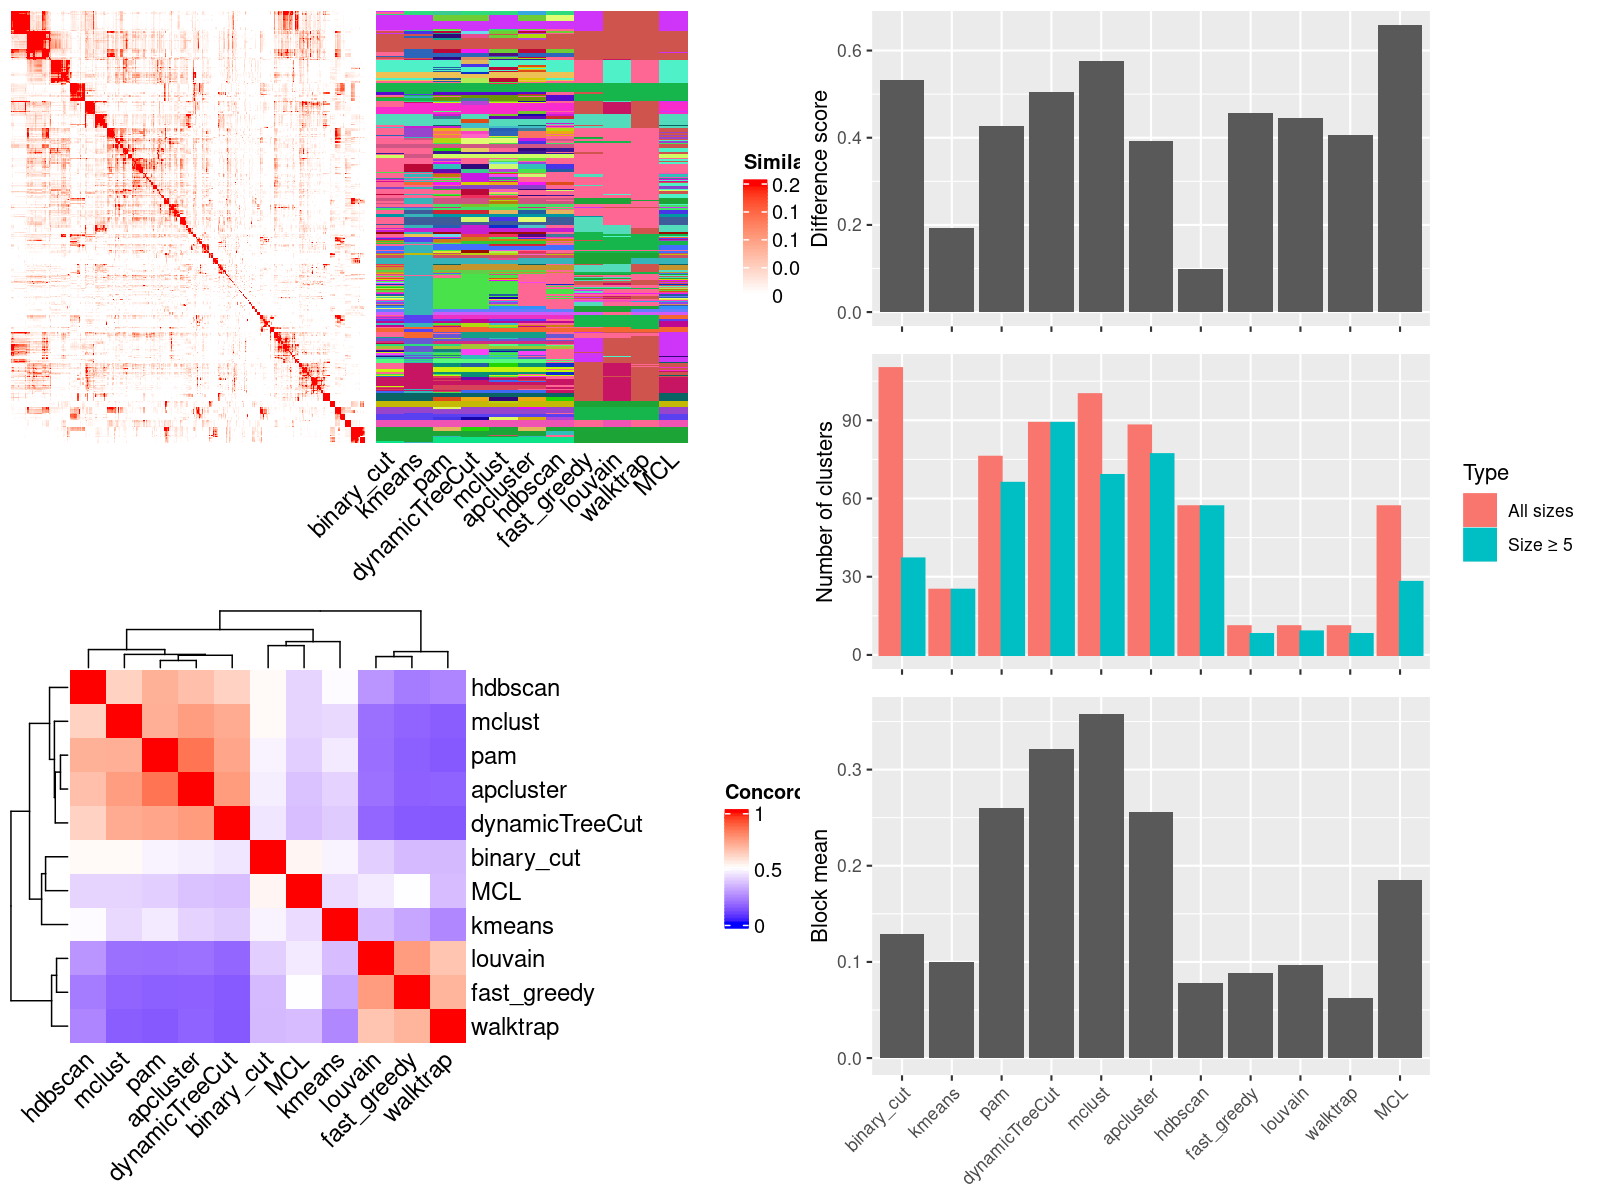 Simila
0.2
0.1
0.1
0.0
0
binary_cut
kmeans
pam
dynamicTreeCut
mclust
apcluster
hdbscan
fast_greedy
louvain
walktrap
MCL
hdbscan
mclust
pam
apcluster
dynamicTreeCut
binary_cut
MCL
kmeans
louvain
fast_greedy
walktrap
hdbscan
mclust
pam
apcluster
dynamicTreeCut
binary_cut
MCL
kmeans
louvain
fast_greedy
walktrap
Concorc
1
0.5
0
Difference score
0.6
0.4
0.2
0.0
Number of clusters
90
60
30
0
Type
All sizes
Size ≥ 5
Block mean
0.3
0.2
0.1
0.0
binary_cut
kmeans
pam
dynamicTreeCut
mclust
apcluster
hdbscan
fast_greedy
louvain
walktrap
MCL